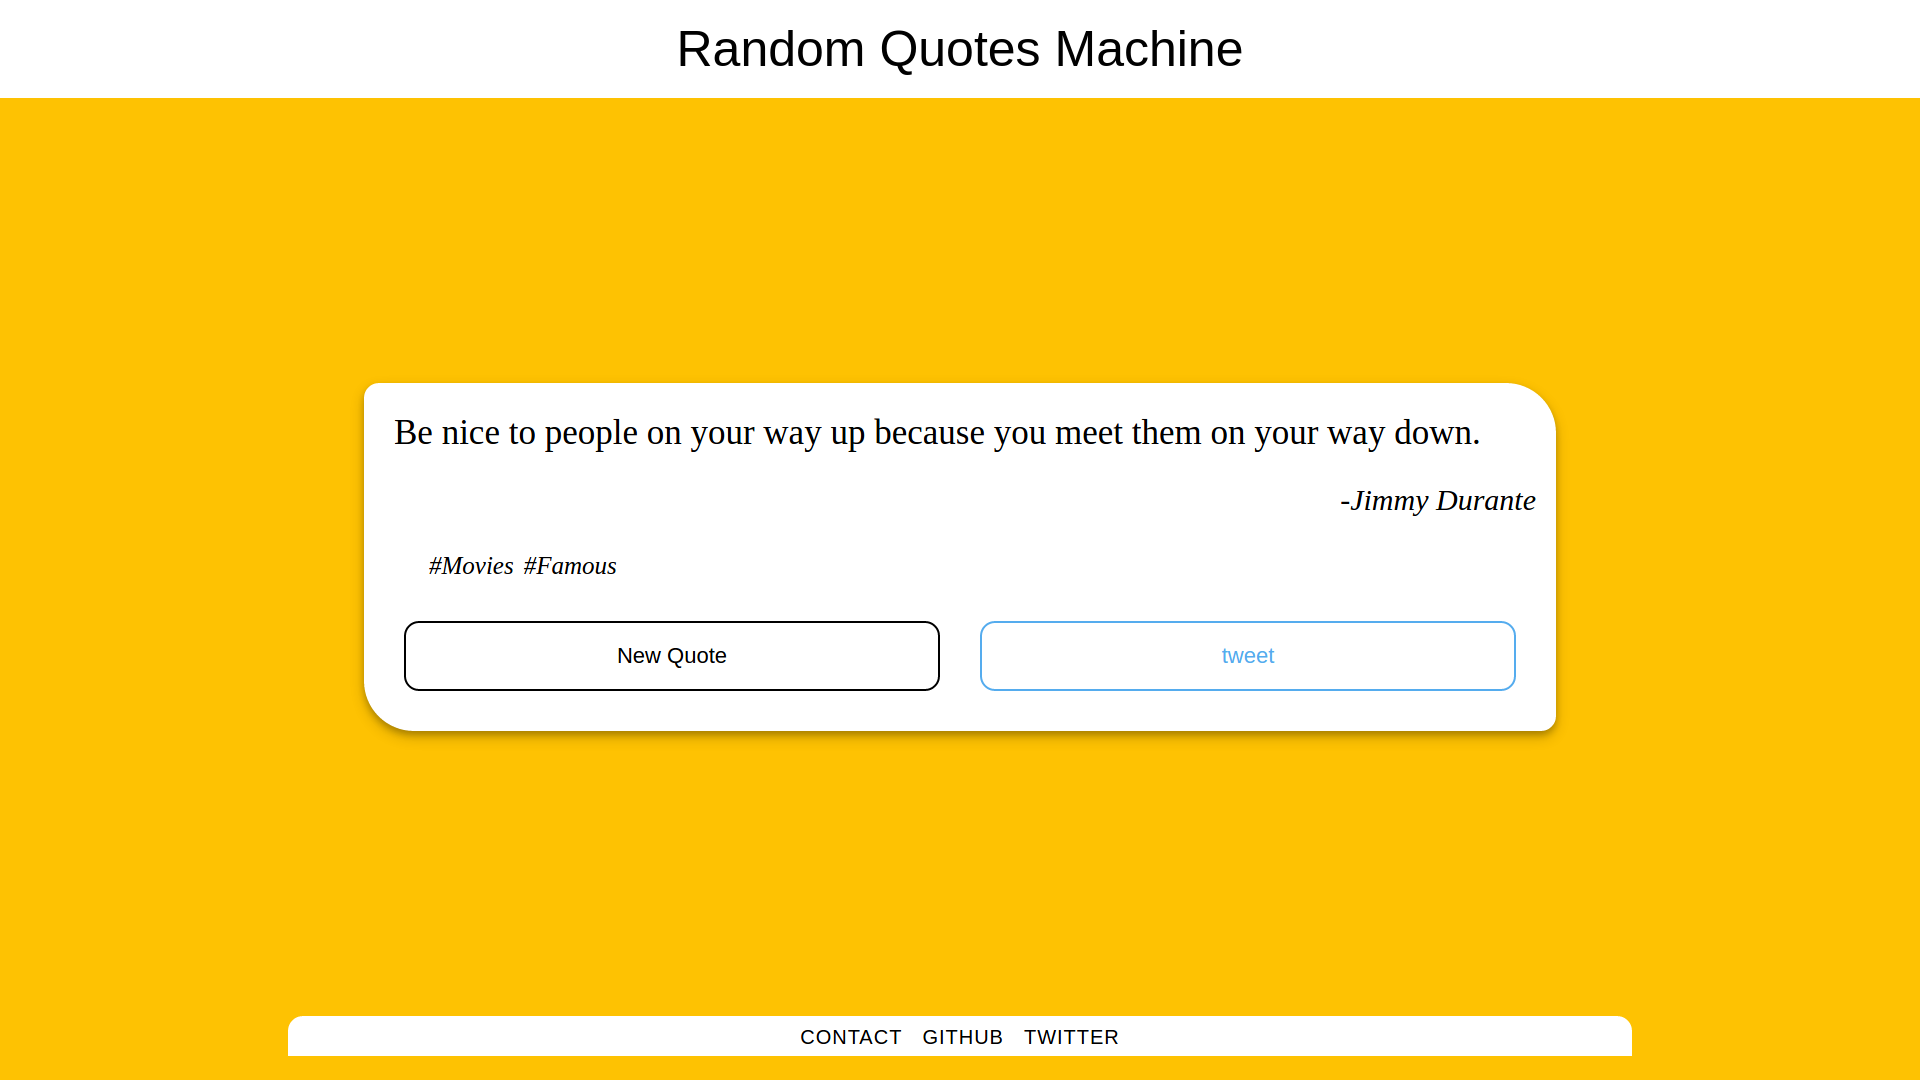 Random Quotes Machine
Be nice to people on your way up because you meet them on your way down.
-Jimmy Durante
#Movies #Famous
New Quote
tweet
CONTACT GITHUB TWITTER